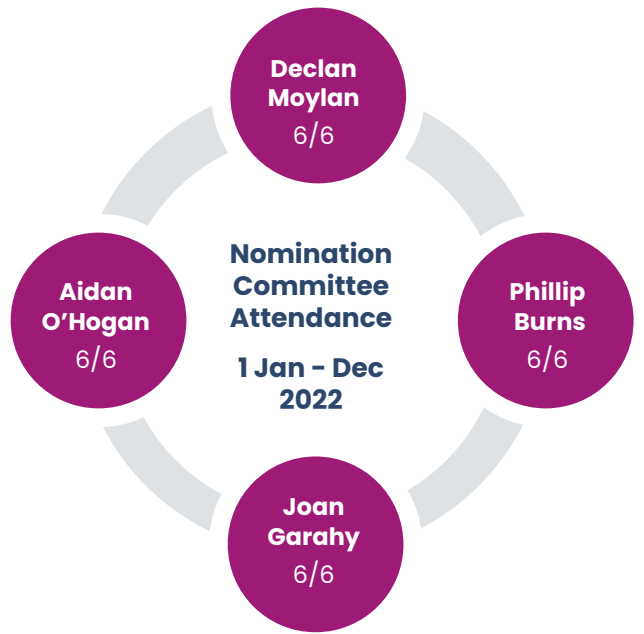 Declan
Moylan
6/6
Nomination
Committee
Attendance
1 Jan - Dec
2022
Aidan
O’Hogan
6/6
Phillip
Burns
6/6
Joan
Garahy
6/6